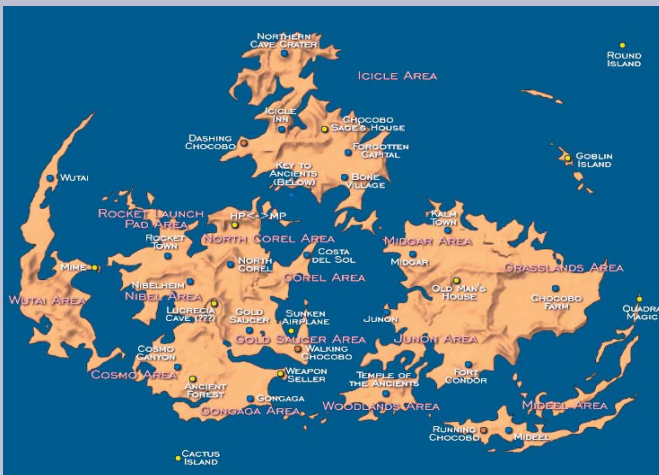 Northern
Cave Crater
Round
Island
Icicle Area
Icicle
Inn
Chocobo
Sage's House
Dashing
Chocobo
Forgotten
Capital
Goblin
Island
Key to
Ancients
(Below)
Bone
Village
Wutai
Rocket Launch
Pad Area
HP<->MP
Kalm
Town
Rocket
Town
North Corel Area
Midgar Area
Costa
del Sol
Mime
North
Corel
Midgar
Grasslands Area
Corel Area
Wutai Area
Nibelheim
Nibel Area
Old Man's
House
Chocobo
Farm
Lucrecia
Cave (???)
Gold
Saucer
Sunken
Airplane
Junon
Quadra
Magic
Gold Saucer Area
Junon Area
Walking
Chocobo
Cosmo
Canyon
Cosmo Area
Weapon
Seller
Temple of
the Ancients
Fort
Condor
Ancient
Forest
Gongaga
Gongaga Area
Woodlands Area
Mideel Area
Running
Chocobo
Mideel
Cactus
Island